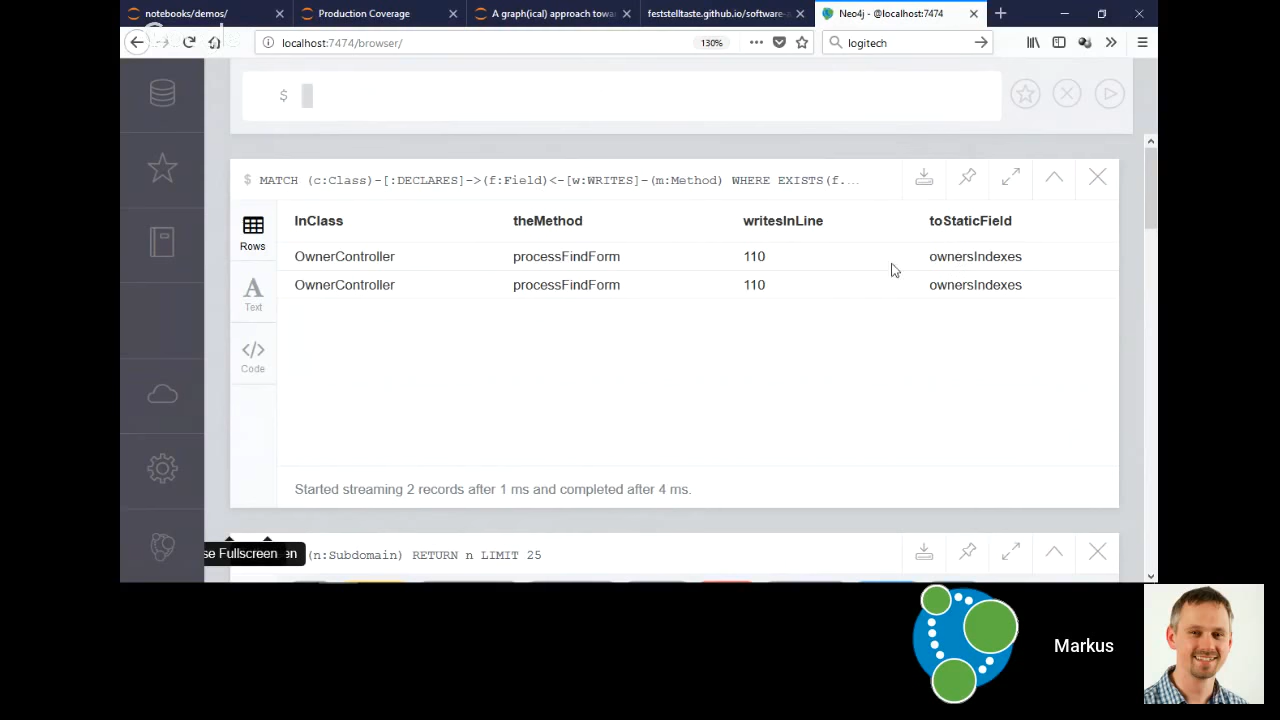 notebooks/demos/
Production Coverage
A graph(ical) approach towa
feststelltaste.github.io/software-a
Neo4j - @localhost:7474
localhost:7474/browser/
130%
logitech
$
$ MATCH (c:Class)-[:DECLARES]->(f:Field)<-[w:WRITES]-(m:Method) WHERE EXISTS(f....
Rows
Text
Code
InClass theMethod writesInLine toStaticField
OwnerController processFindForm 110 ownersIndexes
OwnerController processFindForm 110 ownersIndexes
Started streaming 2 records after 1 ms and completed after 4 ms.
se Fullscreen en
(n:Subdomain) RETURN n LIMIT 25
Markus